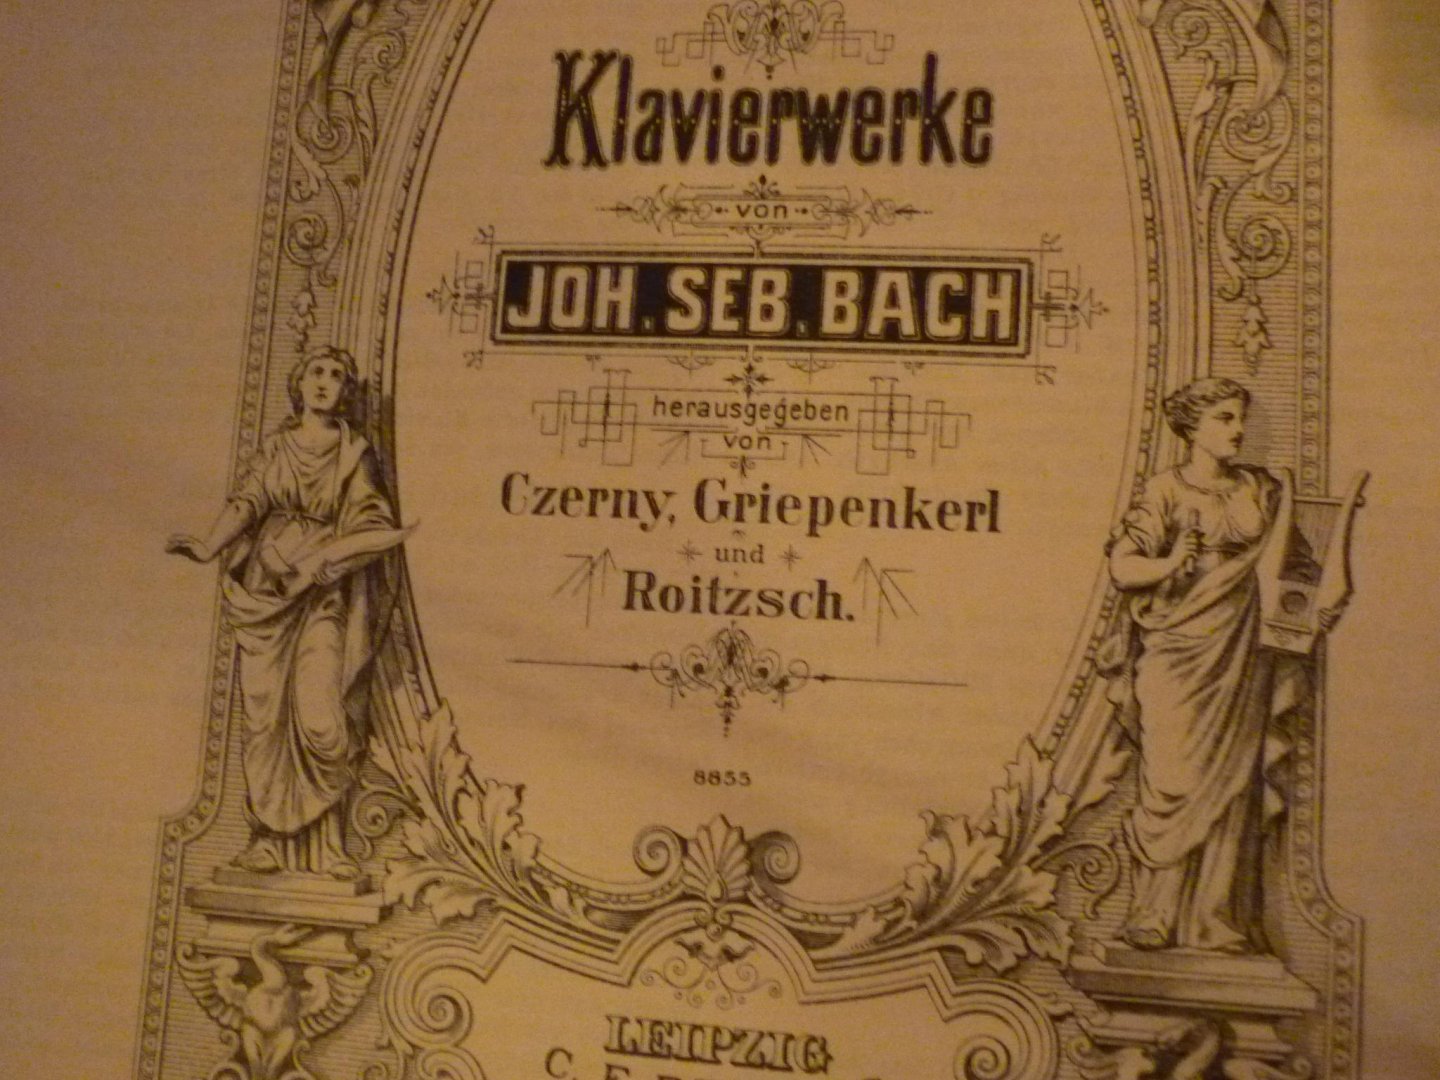 Klavierwerke
von
JOH. SEB. BACH
herausgegeben
von
Czerny, Griepenkerl
und
Roitzsch.
8855
LEIPZIG
C. F.